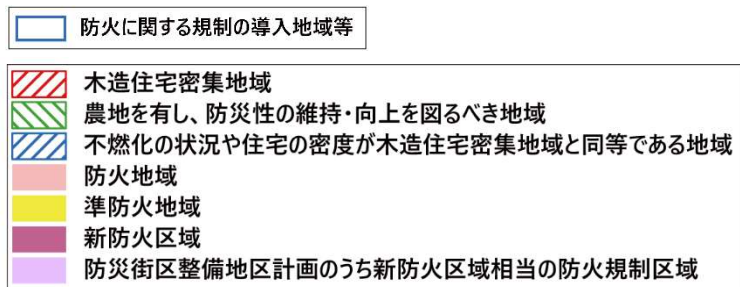 防火に関する規制の導入地域等
木造住宅密集地域
農地を有し、防災性の維持・向上を図るべき地域
不燃化の状況や住宅の密度が木造住宅密集地域と同等である地域
防火地域
準防火地域
新防火区域
防災街区整備地区計画のうち新防火区域相当の防火規制区域